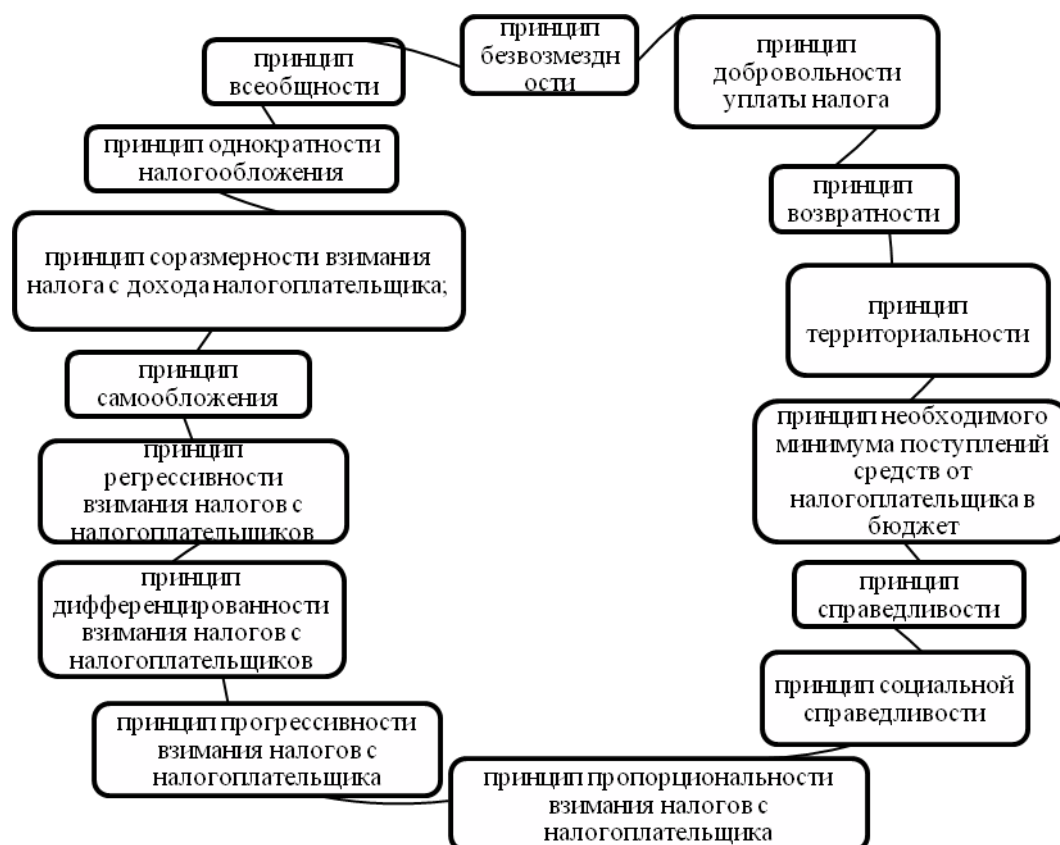 принцип
безвозмездн
ости
принцип
добровольности
уплаты налога
принцип
возвратности
принцип
территориальности
принцип необходимого
минимума поступлений
средств от
налогоплательщика в
бюджет
принцип
справедливости
принцип социальной
справедливости
принцип пропорциональности
взимания налогов с
налогоплательщика
принцип прогрессивности
взимания налогов с
налогоплательщика
принцип
дифференцированности
взимания налогов с
налогоплательщиков
принцип
регрессивности
взимания налогов с
налогоплательщиков
принцип
самообложения
принцип соразмерности взимания
налога с дохода налогоплательщика;
принцип однократности
налогообложения
принцип
всеобщности